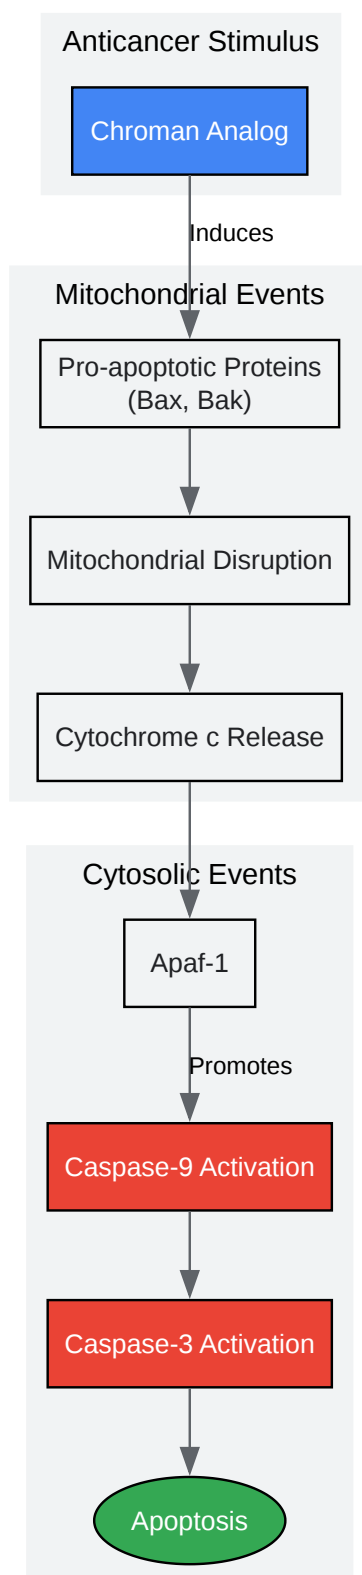 Anticancer Stimulus
Chroman Analog
Induces
Mitochondrial Events
Pro-apoptotic Proteins
(Bax, Bak)
Mitochondrial Disruption
Cytochrome c Release
Cytosolic Events
Apaf-1
Promotes
Caspase-9 Activation
Caspase-3 Activation
Apoptosis